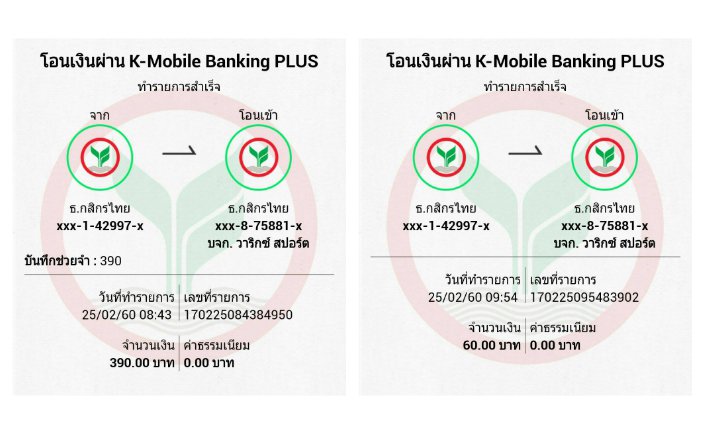 โอนเงินผ่าน K-Mobile Banking PLUS
ทำรายการสำเร็จ
จาก
โอนเข้า
ธ.กสิกรไทย
ธ.กสิกรไทย
xxx-1-42997-x
xxx-8-75881-x
บจก. วาริกซ์ สปอร์ต
บันทึกช่วยจำ : 390
วันที่ทำรายการ
เลขที่รายการ
25/02/60 08:43
170225084384950
จำนวนเงิน
ค่าธรรมเนียม
390.00 บาท
0.00 บาท
โอนเงินผ่าน K-Mobile Banking PLUS
ทำรายการสำเร็จ
จาก
โอนเข้า
ธ.กสิกรไทย
ธ.กสิกรไทย
xxx-1-42997-x
xxx-8-75881-x
บจก. วาริกซ์ สปอร์ต
วันที่ทำรายการ
เลขที่รายการ
25/02/60 09:54
170225095483902
จำนวนเงิน
ค่าธรรมเนียม
60.00 บาท
0.00 บาท